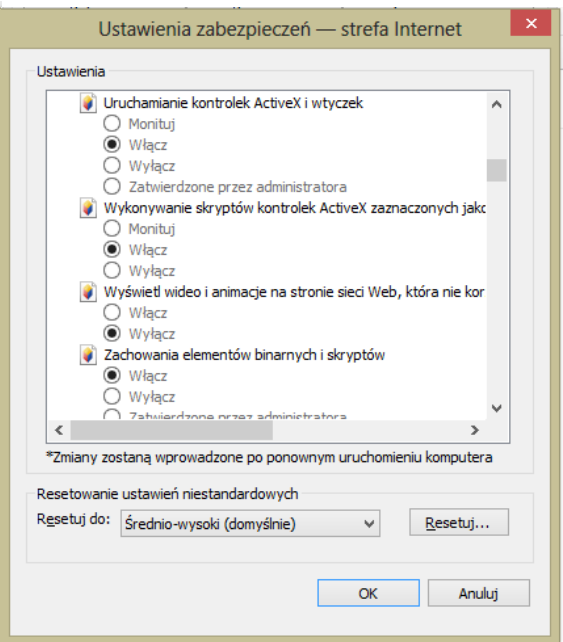 Ustawienia zabezpieczeń — strefa Internet
Ustawienia
Uruchamianie kontrolek ActiveX i wtyczek
Monituj
Włącz
Wyłącz
Zatwierdzone przez administratora
Wykonywanie skryptów kontrolek ActiveX zaznaczonych jako
Monituj
Włącz
Wyłącz
Wyświetl wideo i animacje na stronie sieci Web, która nie kor
Włącz
Wyłącz
Zachowania elementów binarnych i skryptów
Włącz
Wyłącz
Zatwierdzone przez administratora
*Zmiany zostaną wprowadzone po ponownym uruchomieniu komputera
Resetowanie ustawień niestandardowych
Resetuj do: Średnio-wysoki (domyślnie) Resetuj...
OK Anuluj